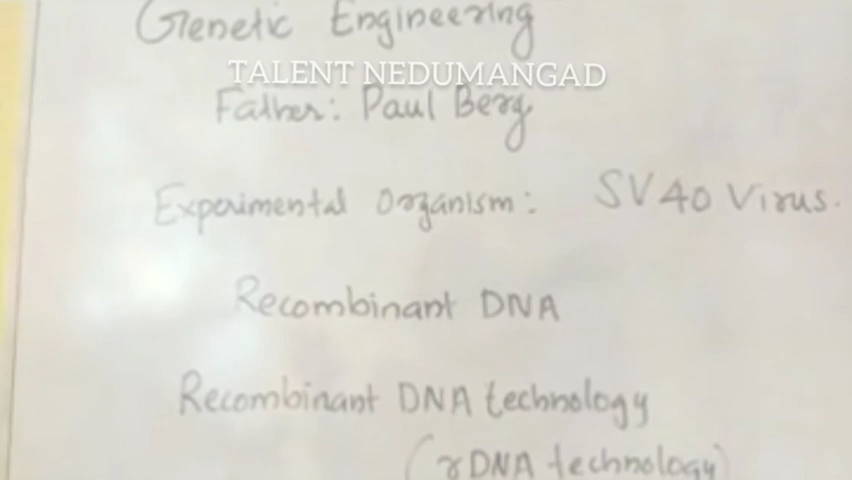 Genetic Engineering
TALENT NEDUMANGAD
Father: Paul Berg
Experimental Organism: SV40 Virus.
Recombinant DNA
Recombinant DNA technology
(rDNA technology)